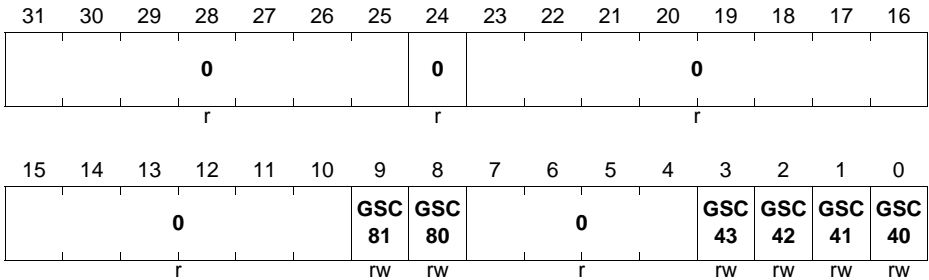 31 30 29 28 27 26 25 24 23 22 21 20 19 18 17 16
0 0 0
r r r
15 14 13 12 11 10 9 8 7 6 5 4 3 2 1 0
0 GSC 81 GSC 80 0 GSC 43 GSC 42 GSC 41 GSC 40
r rw rw r rw rw rw rw